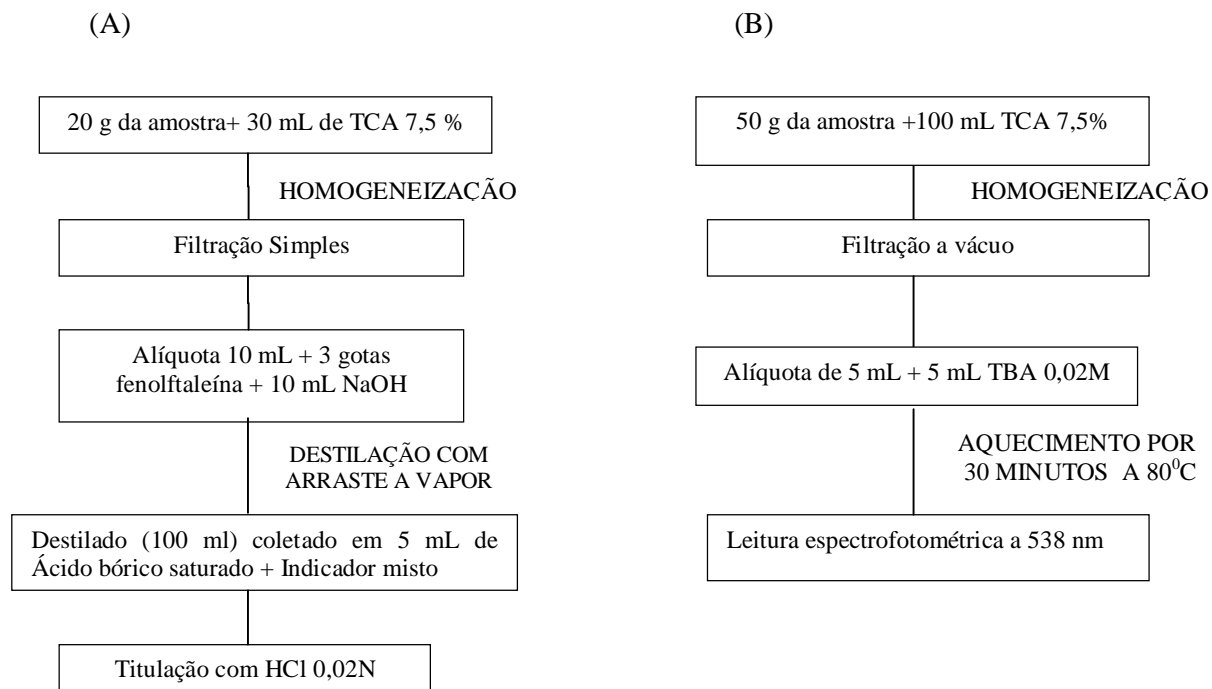 (A)
20 g da amostra+ 30 mL de TCA 7,5 %
HOMOGENEIZAÇÃO
Filtração Simples
Alíquota 10 mL + 3 gotas
fenolftaleína + 10 mL NaOH
DESTILAÇÃO COM
ARRASTE A VAPOR
Destilado (100 ml) coletado em 5 mL de
Ácido bórico saturado + Indicador misto
Titulação com HCl 0,02N
(B)
50 g da amostra +100 mL TCA 7,5%
HOMOGENEIZAÇÃO
Filtração a vácuo
Alíquota de 5 mL + 5 mL TBA 0,02M
AQUECIMENTO POR
30 MINUTOS A 80⁰C
Leitura espectrofotométrica a 538 nm